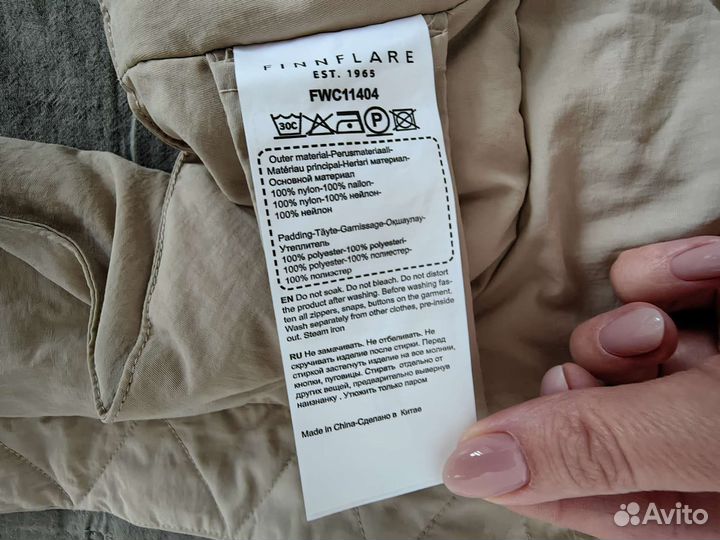 FINNFLARE
EST. 1965
FWC11404
30C P
Outer material-Perusmateriaali-
Matériau principal-Herisri материал-
Основной материал
100% nylon-100% nailon-
100% nylon-100% нейлон-
100% нейлон
Padding-Täyte-Garnissage-Оқшаулау-
Утеплитель
100% polyester-100% polyesteri-
100% polyester-100% полиестер-
100% полиэстер
EN Do not soak. Do not bleach. Do not distort
the product after washing. Before washing fas-
ten all zippers, snaps, buttons on the garment.
Wash separately from other clothes, pre-inside
out. Steam iron
RU Не замачивать. Не отбеливать. Не
скручивать изделие после стирки. Перед
стиркой застегнуть изделие на все молнии,
кнопки, пуговицы. Стирать отдельно от
других вещей, предварительно вывернув
наизнанку . Утюжить только паром
Made in China-Сделано в Китае
Avito